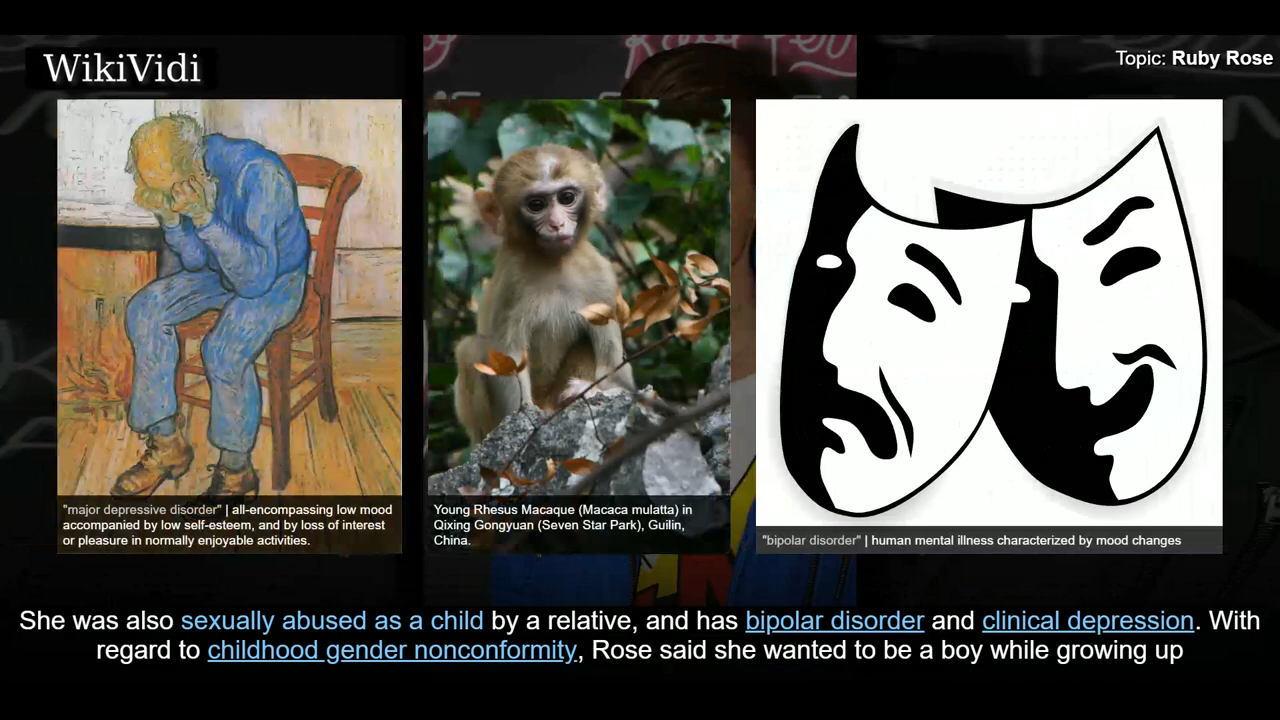 WikiVidi
Topic: Ruby Rose
"major depressive disorder" | all-encompassing low mood
accompanied by low self-esteem, and by loss of interest
or pleasure in normally enjoyable activities.
Young Rhesus Macaque (Macaca mulatta) in
Qixing Gongyuan (Seven Star Park), Guilin,
China.
"bipolar disorder" | human mental illness characterized by mood changes
She was also sexually abused as a child by a relative, and has bipolar disorder and clinical depression. With
regard to childhood gender nonconformity, Rose said she wanted to be a boy while growing up